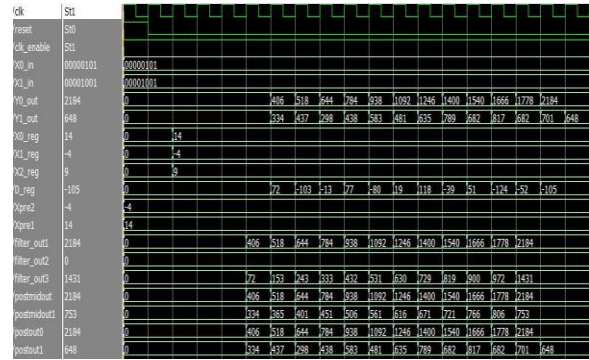 /clk St1
/reset St0
/clk_enable St1
/X0_in 00000101 00000101
/X1_in 00001001 00001001
/Y0_out 2184 0 406 518 644 784 938 1092 1246 1400 1540 1666 1778 2184
/Y1_out 648 0 334 437 298 438 583 481 635 789 682 817 682 701 648
/X0_reg 14 0 14
/X1_reg -4 0 -4
/X2_reg 9 0 9
/D_reg -105 0 72 -103 -13 77 -80 19 118 -39 51 -124 -52 -105
/Xpre2 -4 -4
/Xpre1 14 14
/filter_out1 2184 0 406 518 644 784 938 1092 1246 1400 1540 1666 1778 2184
/filter_out2 0 0
/filter_out3 1431 0 72 153 243 333 432 531 630 729 819 900 972 1431
/postmidout 2184 0 406 518 644 784 938 1092 1246 1400 1540 1666 1778 2184
/postmidout1 753 0 334 365 401 451 506 561 616 671 721 766 806 753
/postout0 2184 0 406 518 644 784 938 1092 1246 1400 1540 1666 1778 2184
/postout1 648 0 334 437 298 438 583 481 635 789 682 817 682 701 648